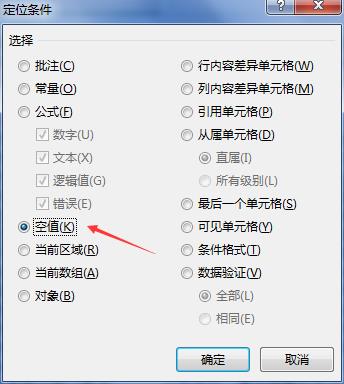 定位条件
选择
批注(C)
常量(O)
公式(F)
数字(U)
文本(X)
逻辑值(G)
错误(E)
空值(K)
当前区域(R)
当前数组(A)
对象(B)
行内容差异单元格(W)
列内容差异单元格(M)
引用单元格(P)
从属单元格(D)
直属(I)
所有级别(L)
最后一个单元格(S)
可见单元格(Y)
条件格式(T)
数据验证(V)
全部(L)
相同(E)
确定
取消